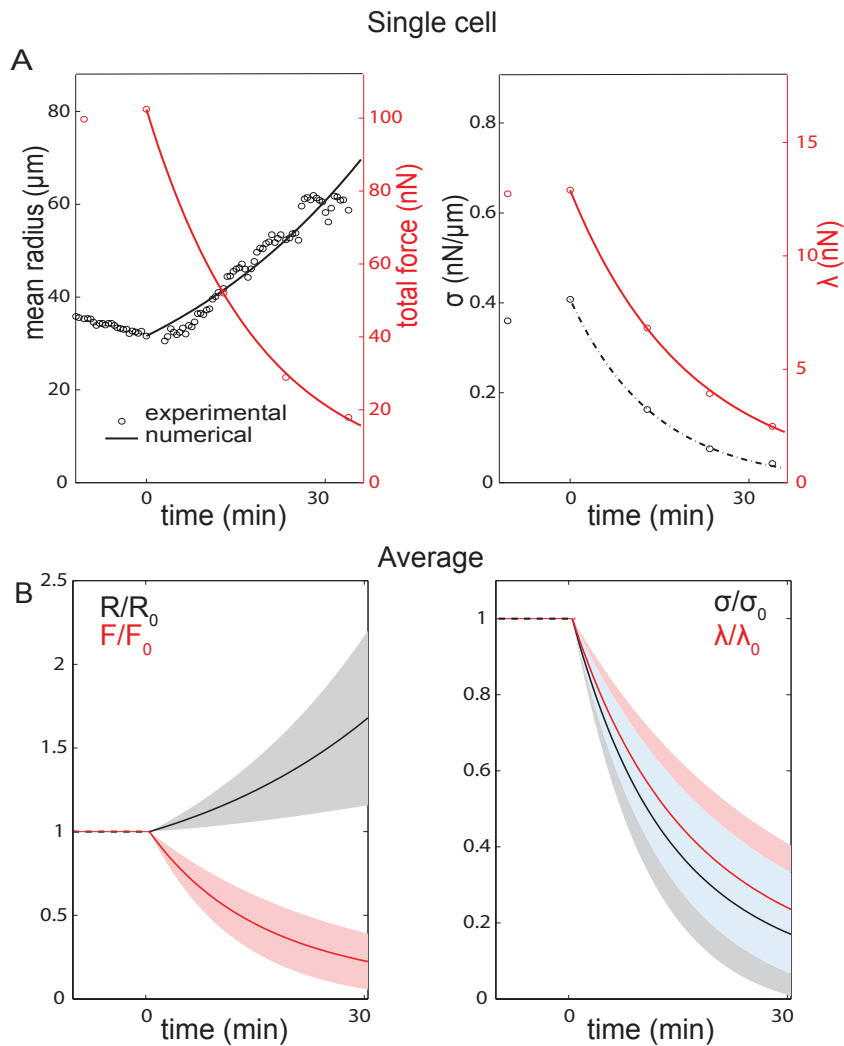 Single cell
A
mean radius (μm)
80
60
40
20
0
100
80
60
40
20
0
total force (nN)
experimental
numerical
0
30
time (min)
σ (nN/μm)
0.8
0.6
0.4
0.2
0
15
10
5
0
λ (nN)
0
30
time (min)
Average
B
2.5
2
1.5
1
0.5
0
R/R₀
F/F₀
0
30
time (min)
1
0.8
0.6
0.4
0.2
0
σ/σ₀
λ/λ₀
0
30
time (min)